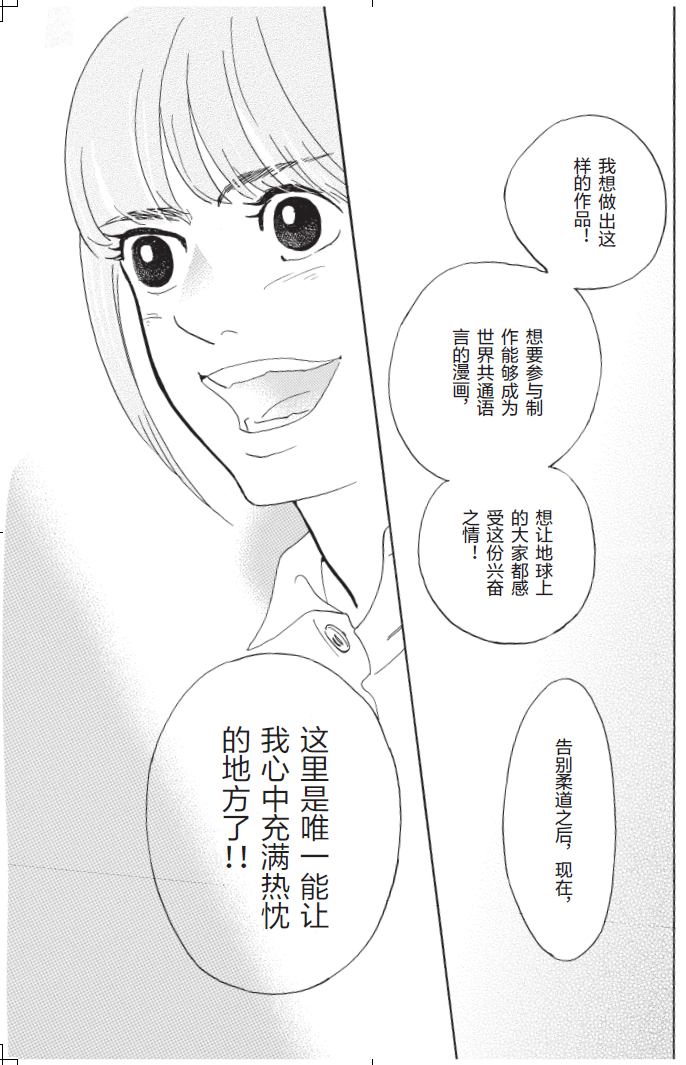 我想做出这
样的作品！
想要参与制
作能够成为
世界共通语
言的漫画，
想让地球上
的大家都感
受这份兴奋
之情！
告别柔道之后，现在，
这里是唯一能让
我心中充满热忱
的地方了！！